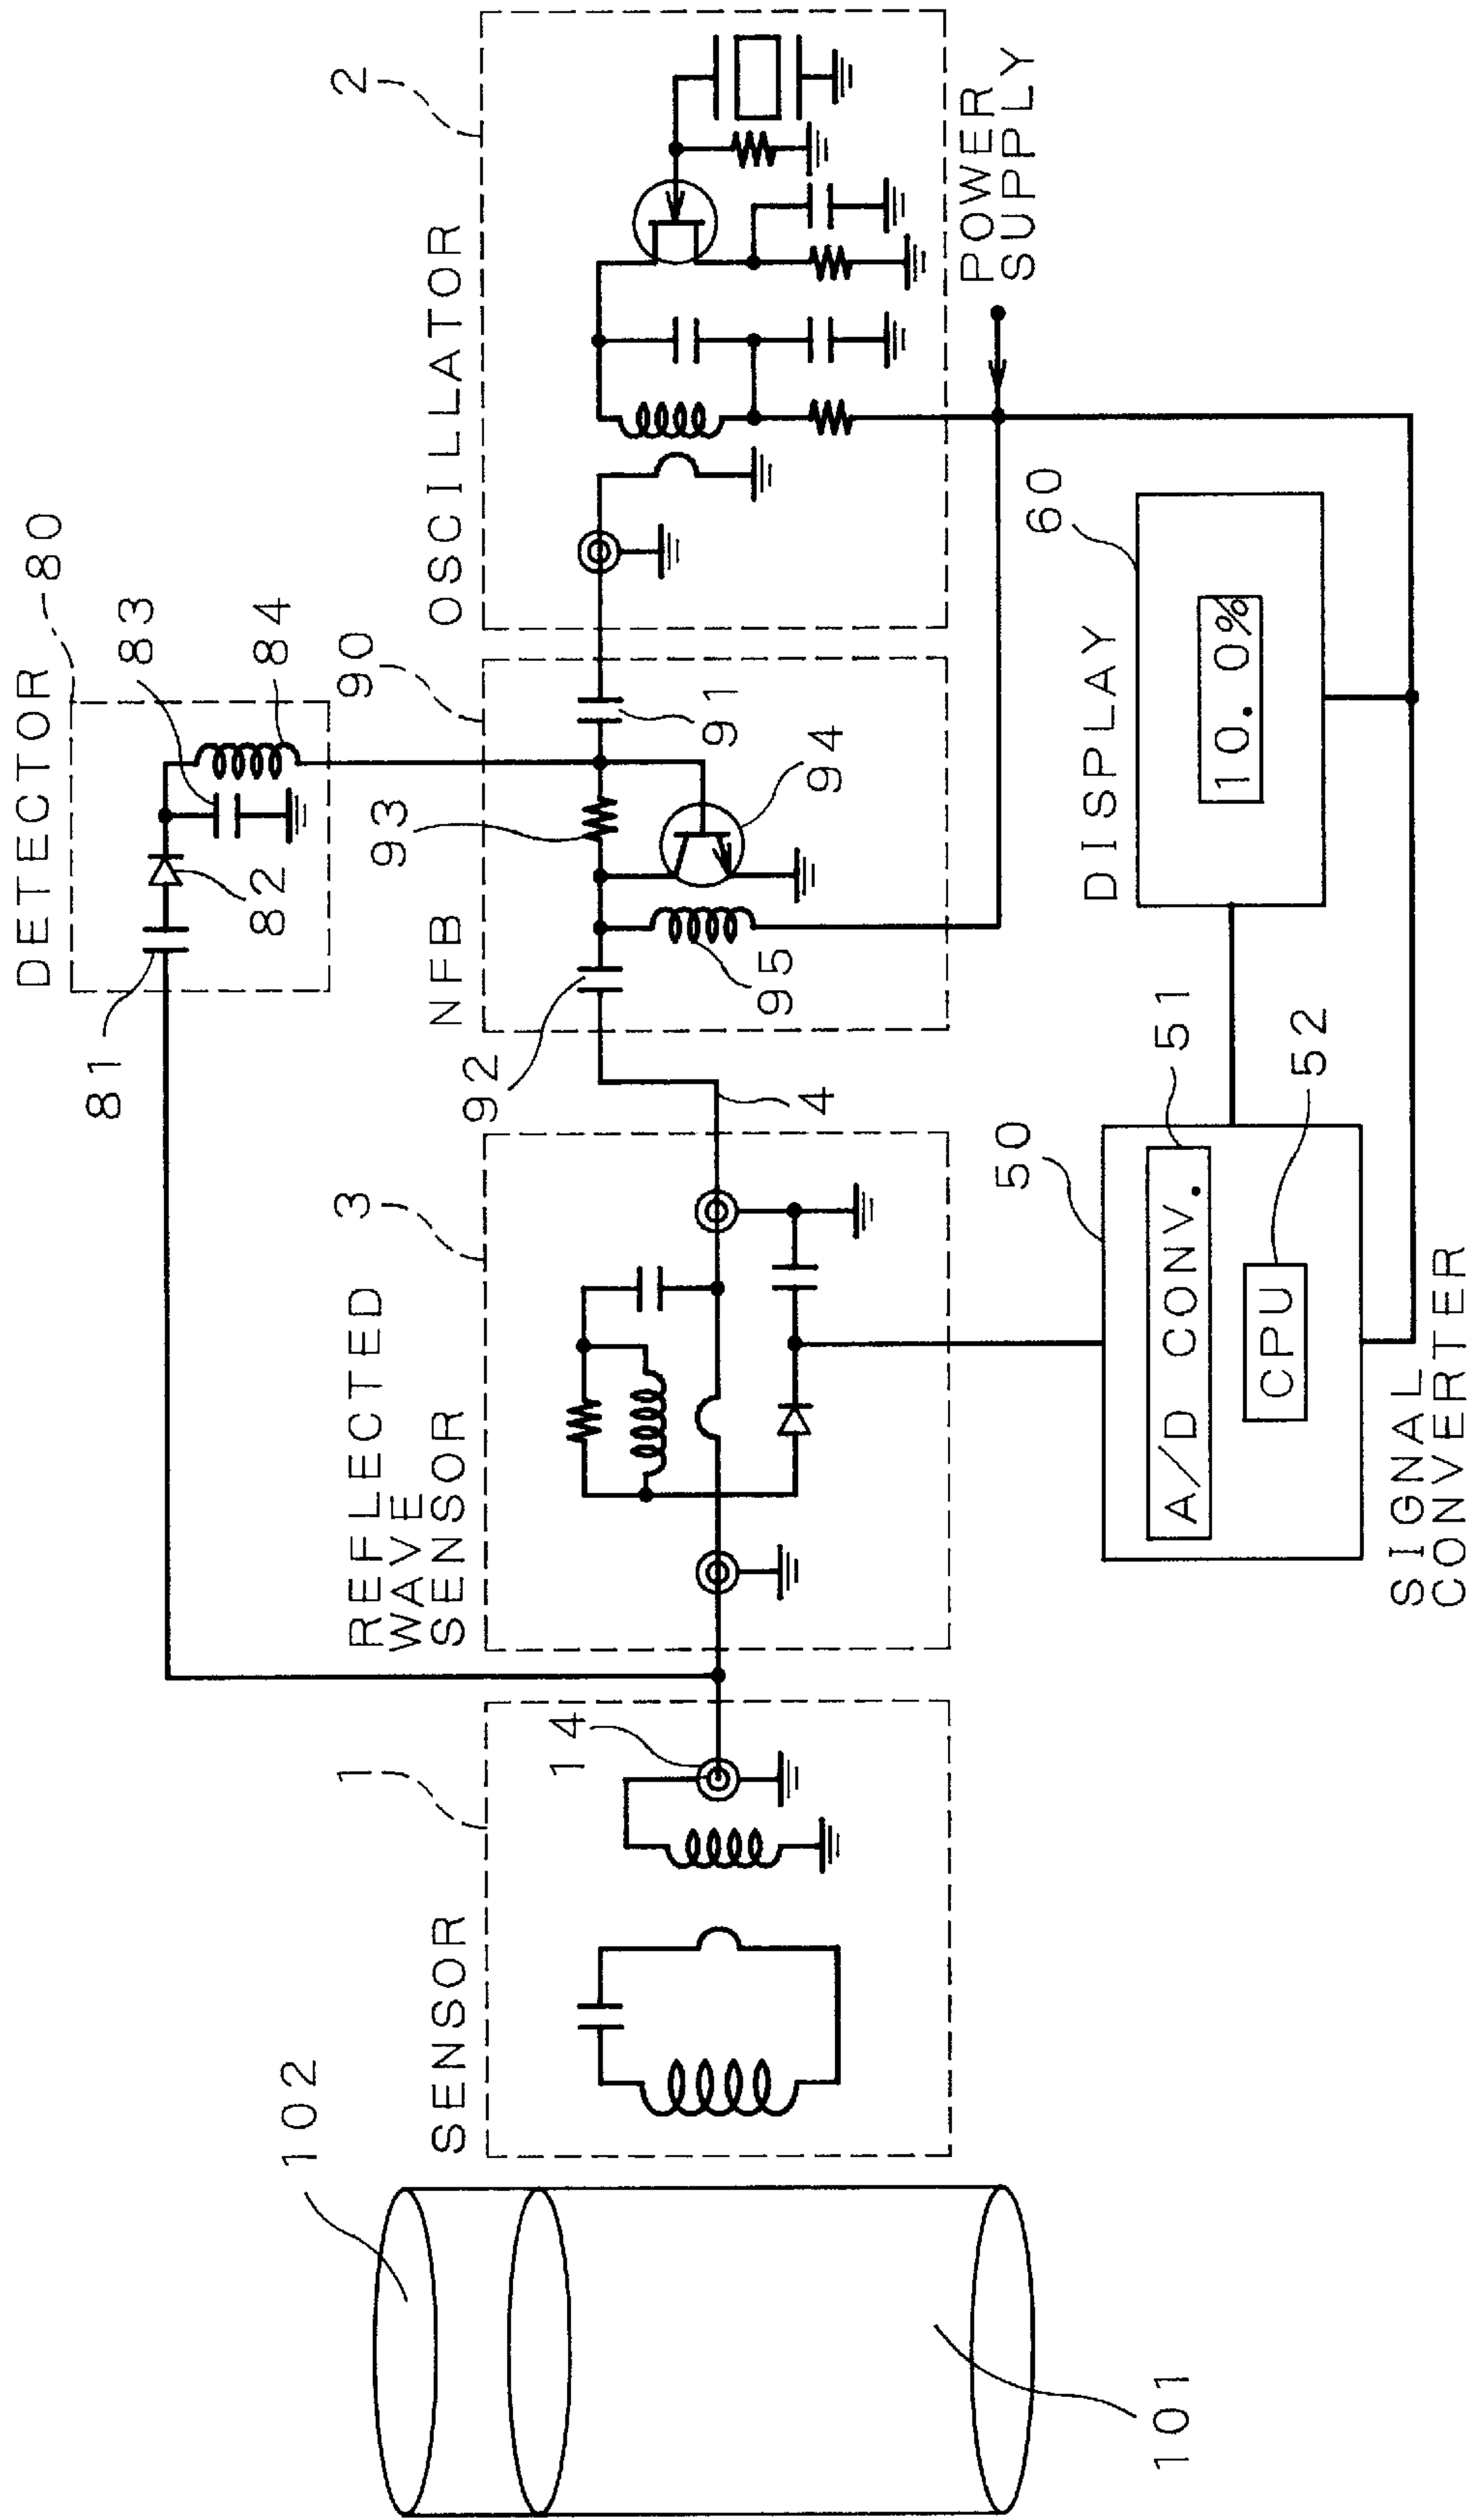 DETECTOR
80
81
82
83
84
SENSOR
1
14
102
101
REFLECTED
WAVE
SENSOR
3
4
NFB
90
92
93
91
94
95
OSCILLATOR
2
POWER
SUPPLY
SIGNAL
CONVERTER
50
A/D CONV.
51
CPU
52
DISPLAY
60
10.0%